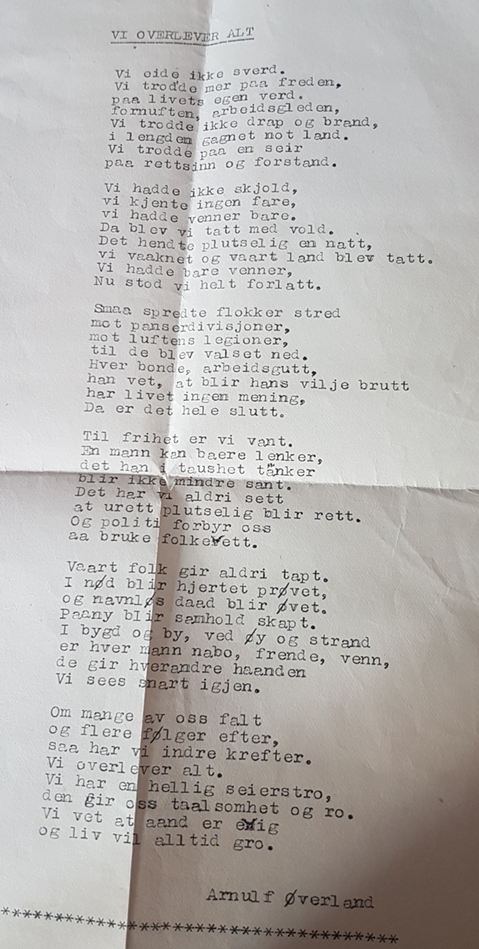 VI OVERLEVER ALT
Vi eide ikke sverd.
Vi trodde mer paa freden,
paa livets egen verd.
fornuften, arbeidsgleden,
Vi trodde ikke drap og brand,
i lengden gagnet not land.
Vi trodde paa en seir
paa rettsinn og forstand.
Vi hadde ikke skjold,
vi kjente ingen fare,
vi hadde venner bare.
Da blev vi tatt med vold.
Det hendte plutselig en natt,
vi vaaknet og vaart land blev tatt.
Vi hadde bare venner,
Nu stod vi helt forlatt.
Smaa spredte flokker stred
mot panserdivisjoner,
mot luftens legioner,
til de blev valset ned.
Hver bonde, arbeidsgutt,
han vet, at blir hans vilje brutt
har livet ingen mening,
Da er det hele slutt.
Til frihet er vi vant.
En mann kan baere lenker,
det han i taushet tänker
blir ikke mindre sant.
Det har vi aldri sett
at urett plutselig blir rett.
Og politi forbyr oss
aa bruke folkevett.
Vaart folk gir aldri tapt.
I nød blir hjertet prøvet,
og navnløs daad blir øvet.
Paany blir samhold skapt.
I bygd og by, ved øy og strand
er hver mann nabo, frende, venn,
de gir hverandre haanden
Vi sees snart igjen.
Om mange av oss falt
og flere følger efter,
saa har vi indre krefter.
Vi overlever alt.
Vi har en hellig seierstro,
den gir oss taalsomhet og ro.
Vi vet at aand er evig
og liv vil alltid gro.
Arnulf Øverland
****************************************